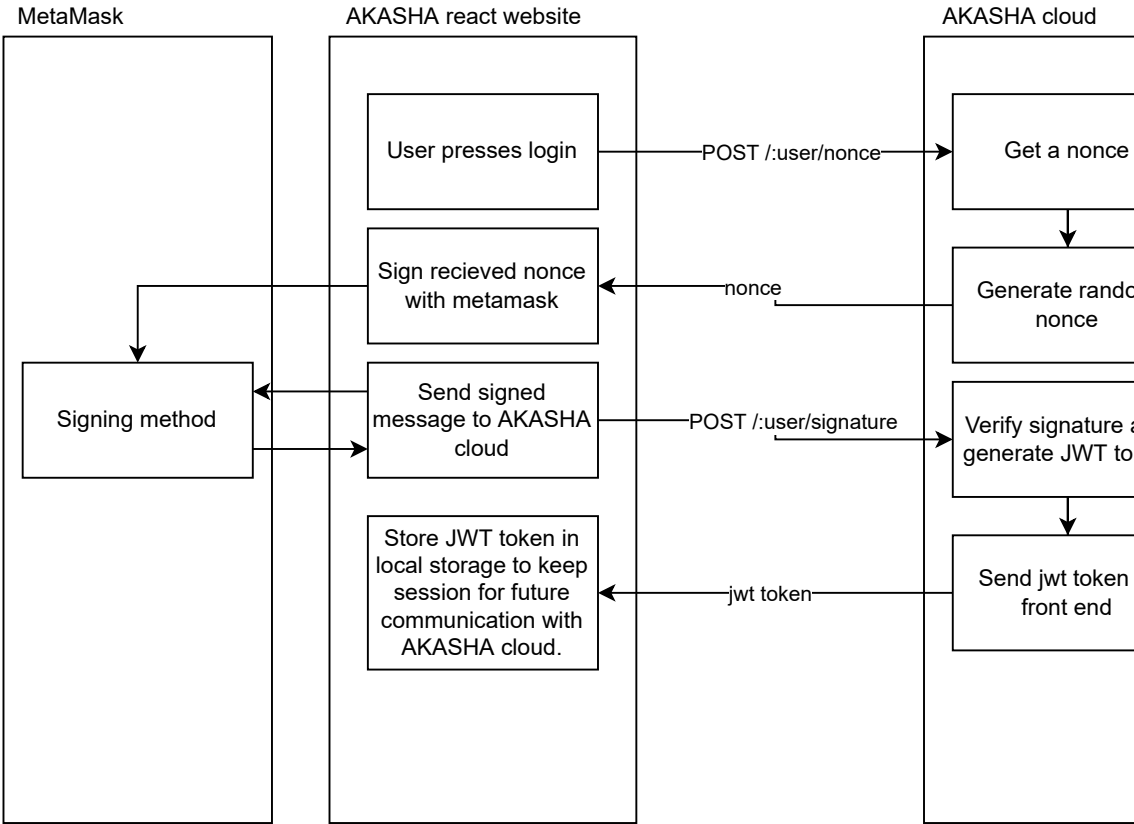 MetaMask
AKASHA react website
AKASHA cloud
User presses login
POST /:user/nonce
Get a nonce
Sign recieved nonce
with metamask
nonce
Generate
nonce
Signing method
Send signed
message to AKASHA
cloud
POST /:user/signature
Verify signature
generate JWT
Store JWT token in
local storage to keep
session for future
communication with
AKASHA cloud.
jwt token
Send jwt token
front end